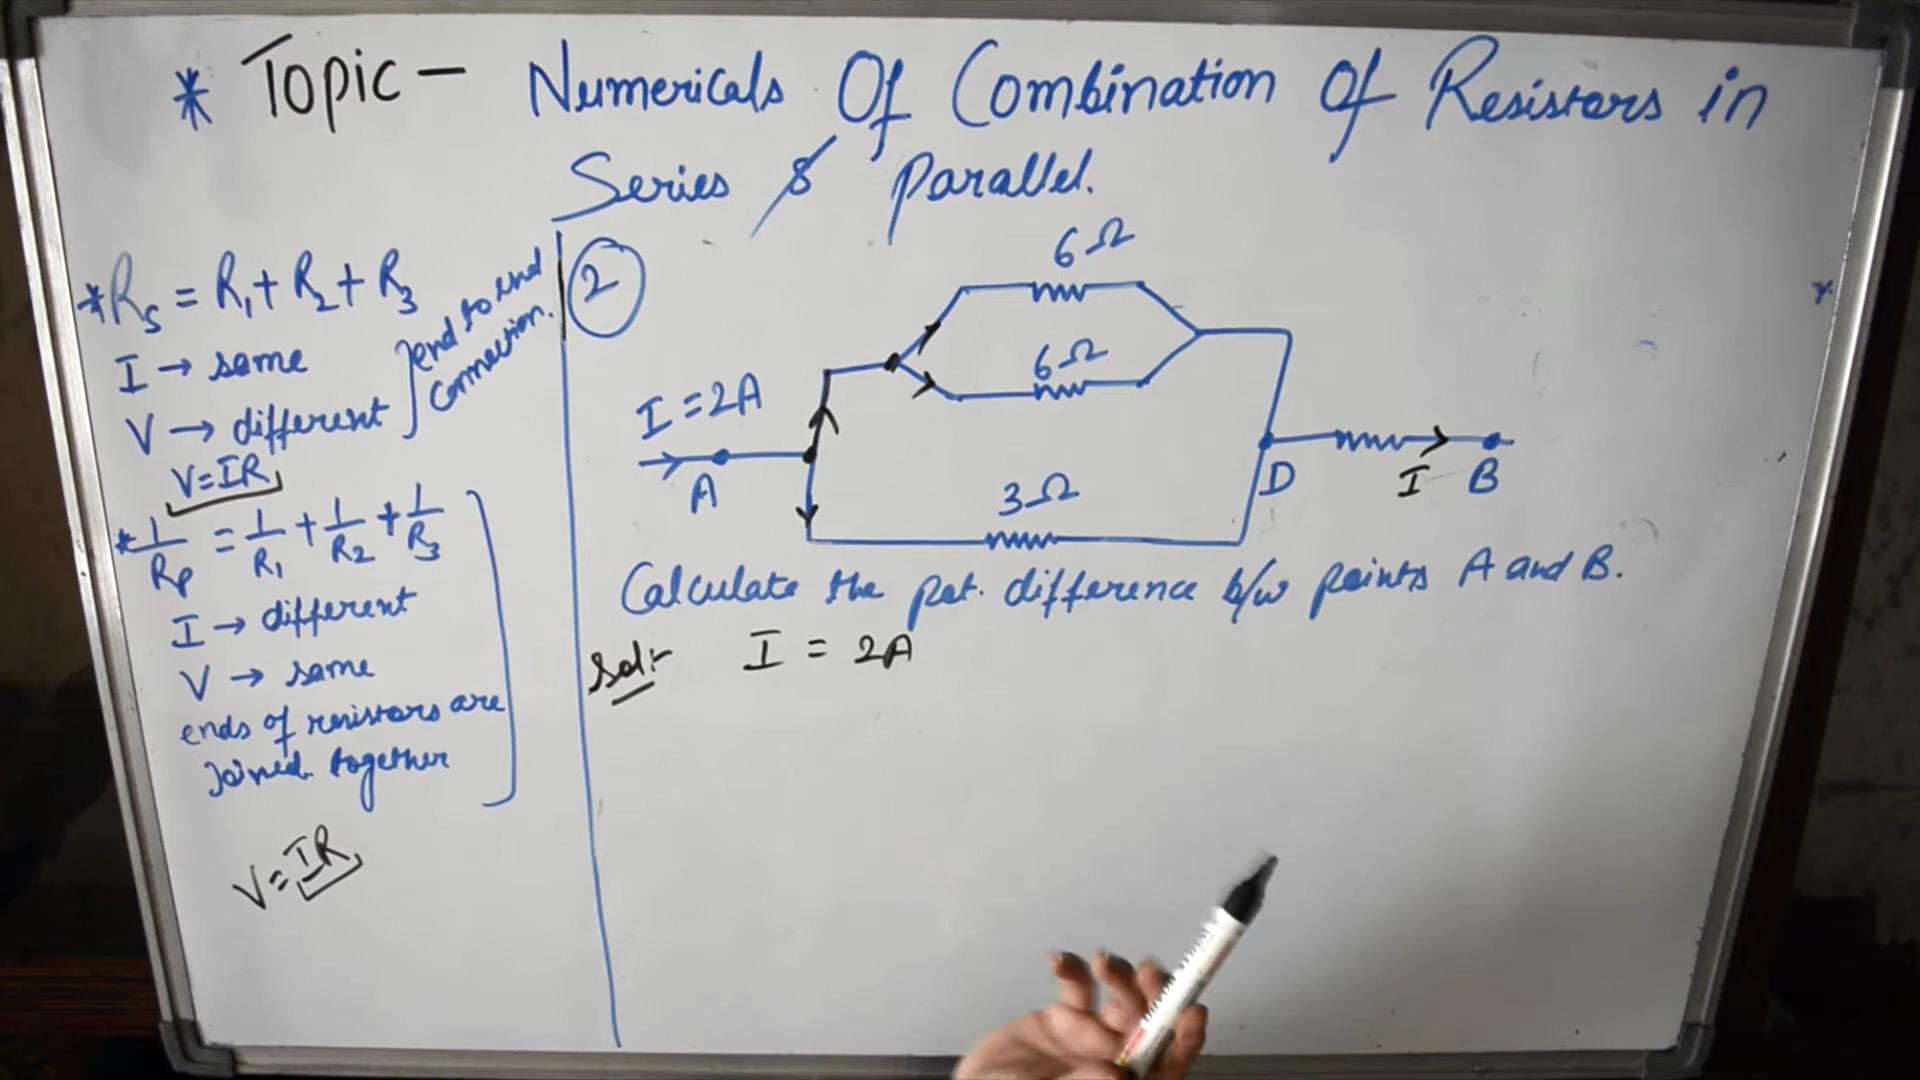 * Topic – Numericals Of Combination Of Resistors in
Series & parallel.
* Rs = R1 + R2 + R3
I → same
V → different
end to end
connection.
V = IR
* 1/Rp = 1/R1 + 1/R2 + 1/R3
I → different
V → same
ends of resistors are
joined together
V = IR
2
6Ω
6Ω
I = 2A
A
3Ω
D
I
B
Calculate the pot. difference b/w points A and B.
Sol:- I = 2A